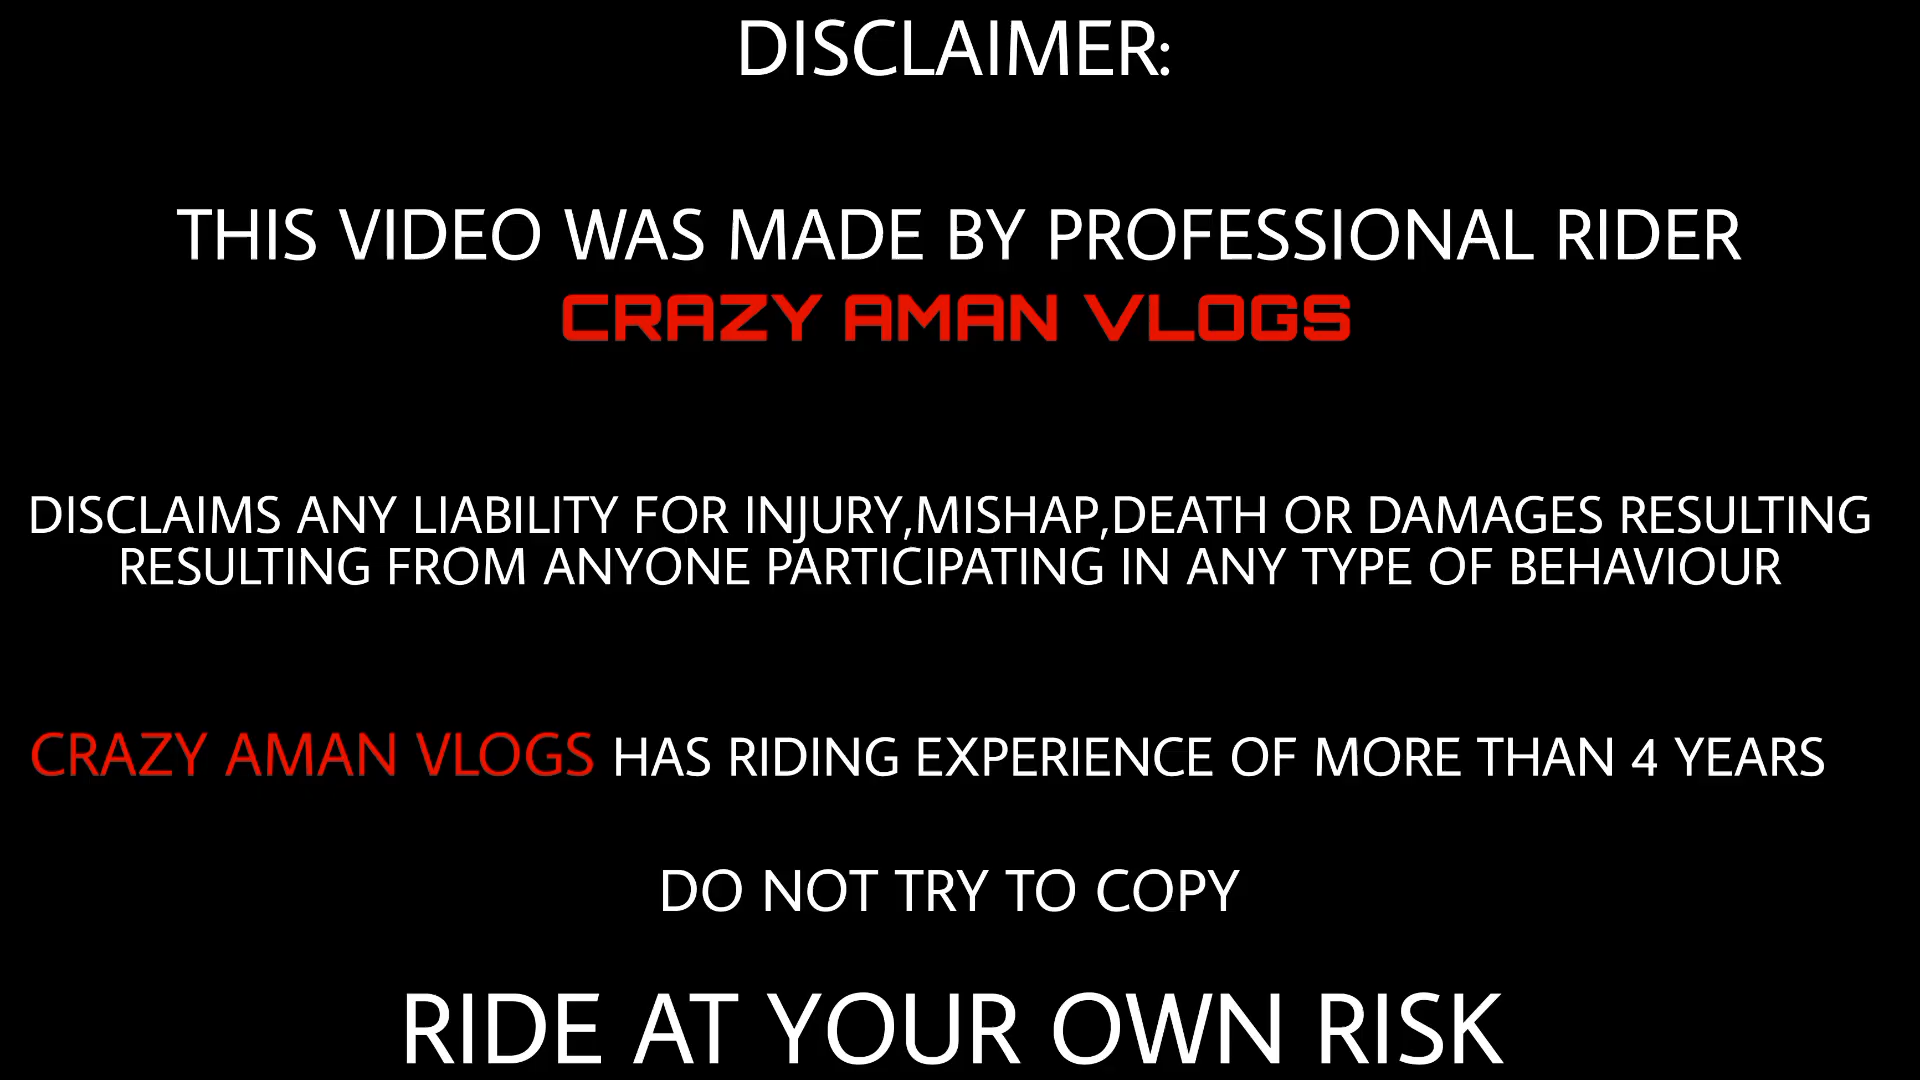 DISCLAIMER:
THIS VIDEO WAS MADE BY PROFESSIONAL RIDER
CRAZY AMAN VLOGS
DISCLAIMS ANY LIABILITY FOR INJURY,MISHAP,DEATH OR DAMAGES RESULTING
RESULTING FROM ANYONE PARTICIPATING IN ANY TYPE OF BEHAVIOUR
CRAZY AMAN VLOGS HAS RIDING EXPERIENCE OF MORE THAN 4 YEARS
DO NOT TRY TO COPY
RIDE AT YOUR OWN RISK